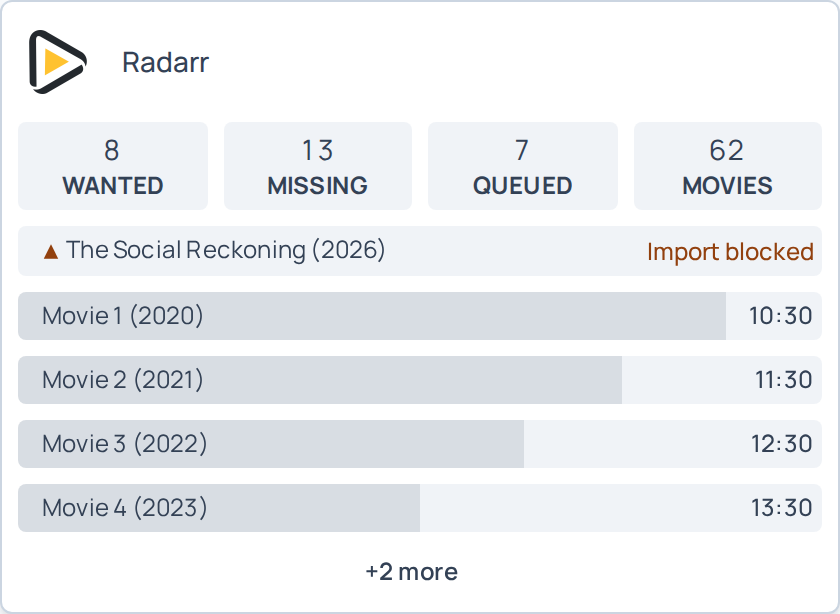 Radarr
8 13 7 62
WANTED MISSING QUEUED MOVIES
▲ The Social Reckoning (2026) Import blocked
Movie 1 (2020) 10:30
Movie 2 (2021) 11:30
Movie 3 (2022) 12:30
Movie 4 (2023) 13:30
+2 more